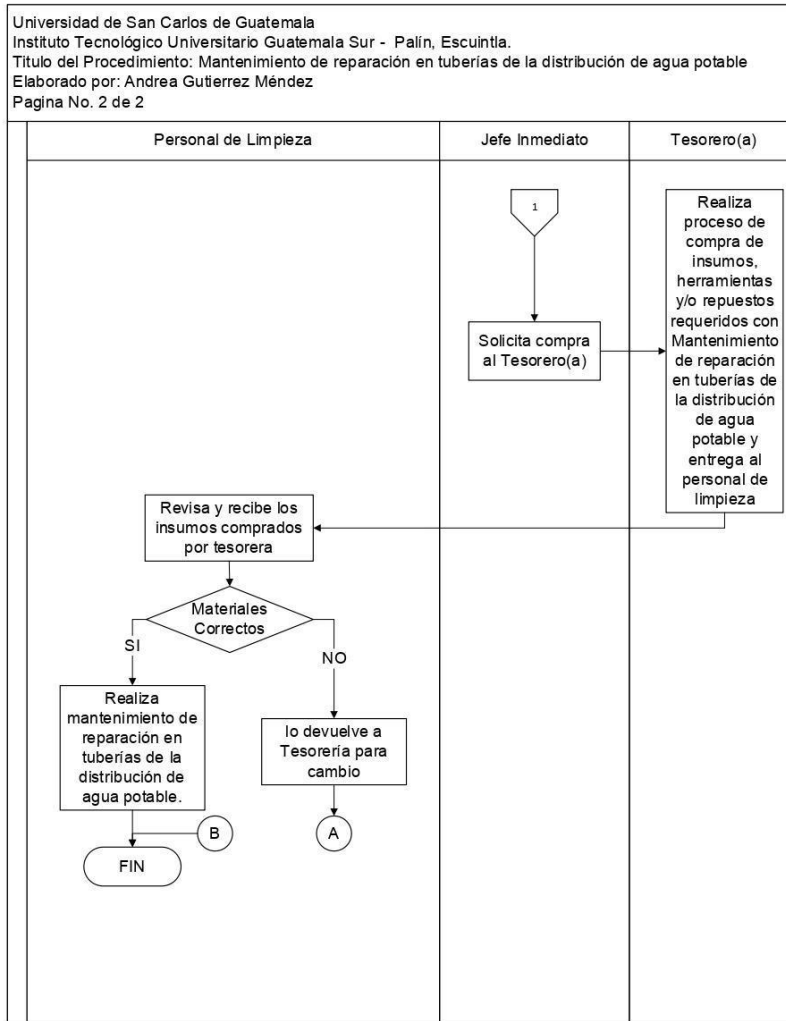 Universidad de San Carlos de Guatemala
Instituto Tecnológico Universitario Guatemala Sur - Palín, Escuintla.
Titulo del Procedimiento: Mantenimiento de reparación en tuberías de la distribución de agua potable
Elaborado por: Andrea Gutierrez Méndez
Pagina No. 2 de 2
Personal de Limpieza
Jefe Inmediato
Tesorero(a)
1
Solicita compra
al Tesorero(a)
Realiza
proceso de
compra de
insumos,
herramientas
y/o repuestos
requeridos con
Mantenimiento
de reparación
en tuberías de
la distribución
de agua
potable y
entrega al
personal de
limpieza
Revisa y recibe los
insumos comprados
por tesorera
Materiales
Correctos
SI
NO
Realiza
mantenimiento de
reparación en
tuberías de la
distribución de
agua potable.
lo devuelve a
Tesorería para
cambio
B
A
FIN